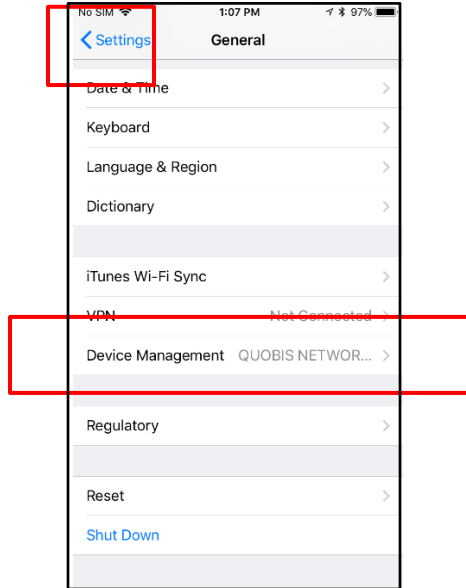 No SIM 1:07 PM 97%
Settings General
Date & Time
Keyboard
Language & Region
Dictionary
iTunes Wi-Fi Sync
VPN Not Connected
Device Management QUOBIS NETWOR...
Regulatory
Reset
Shut Down